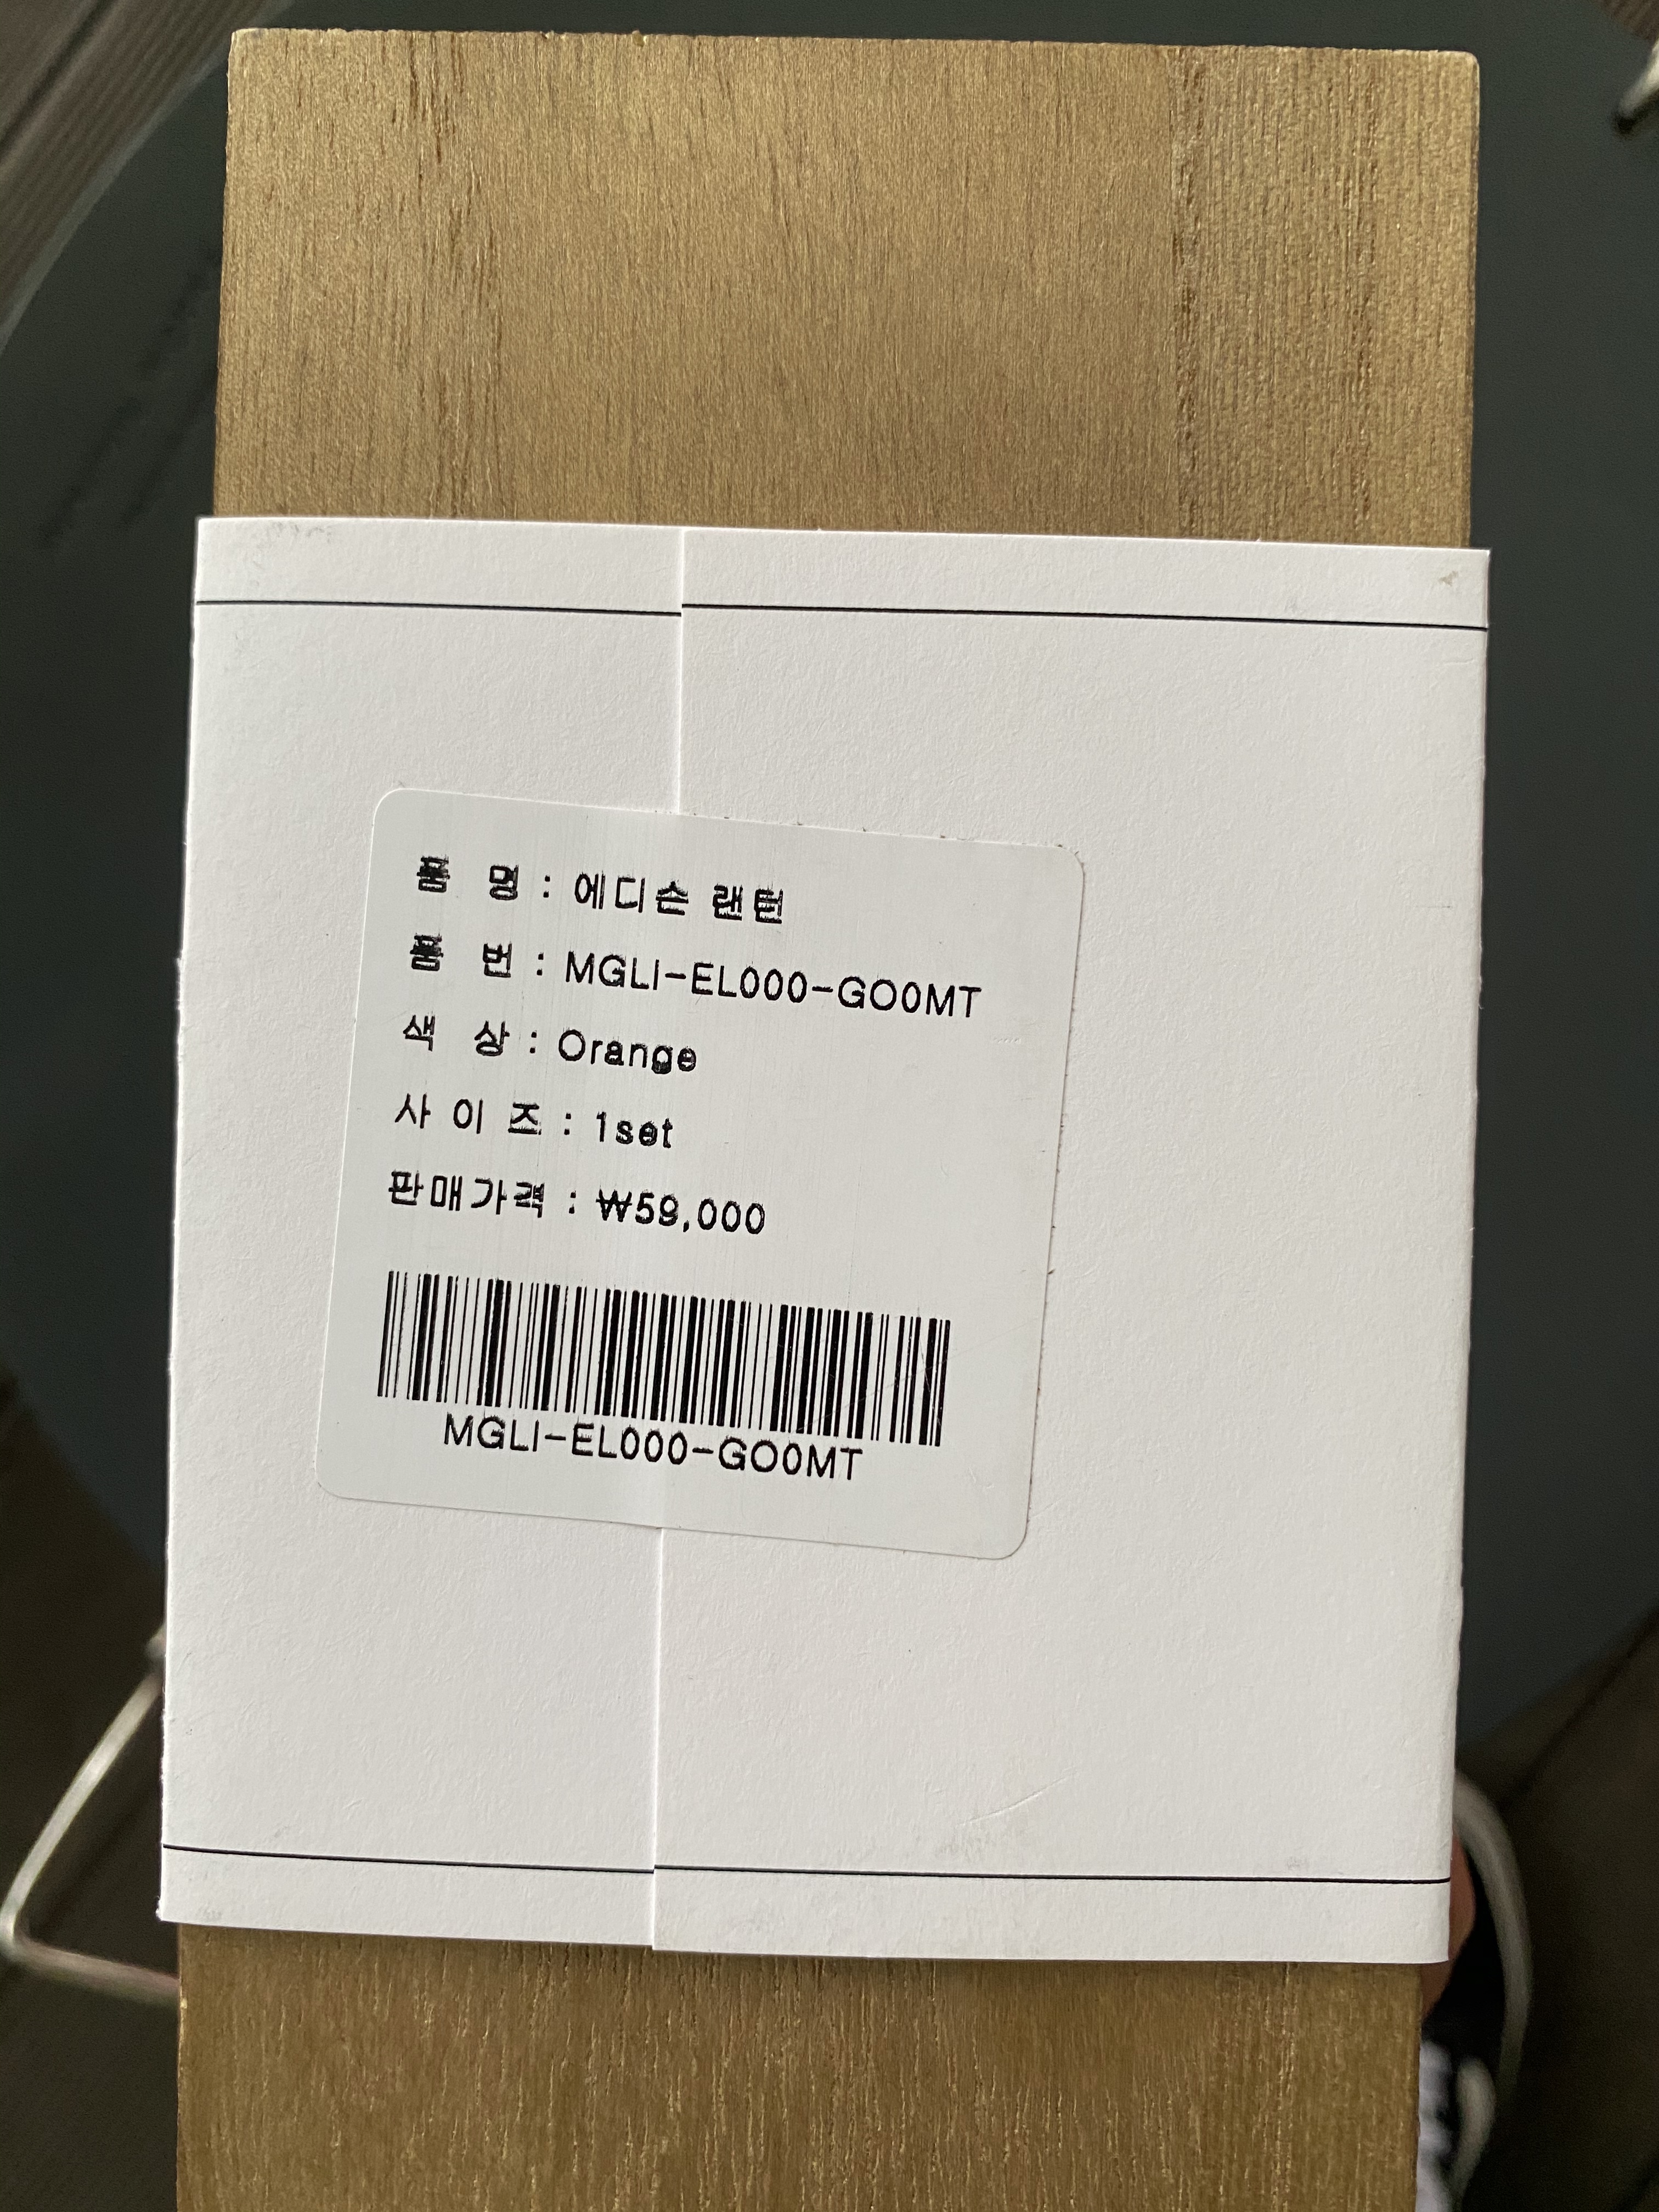 품 명 : 에디슨 랜턴
품 번 : MGLI-EL000-GO0MT
색 상 : Orange
사 이 즈 : 1set
판매가격 : ₩59,000
MGLI-EL000-GO0MT